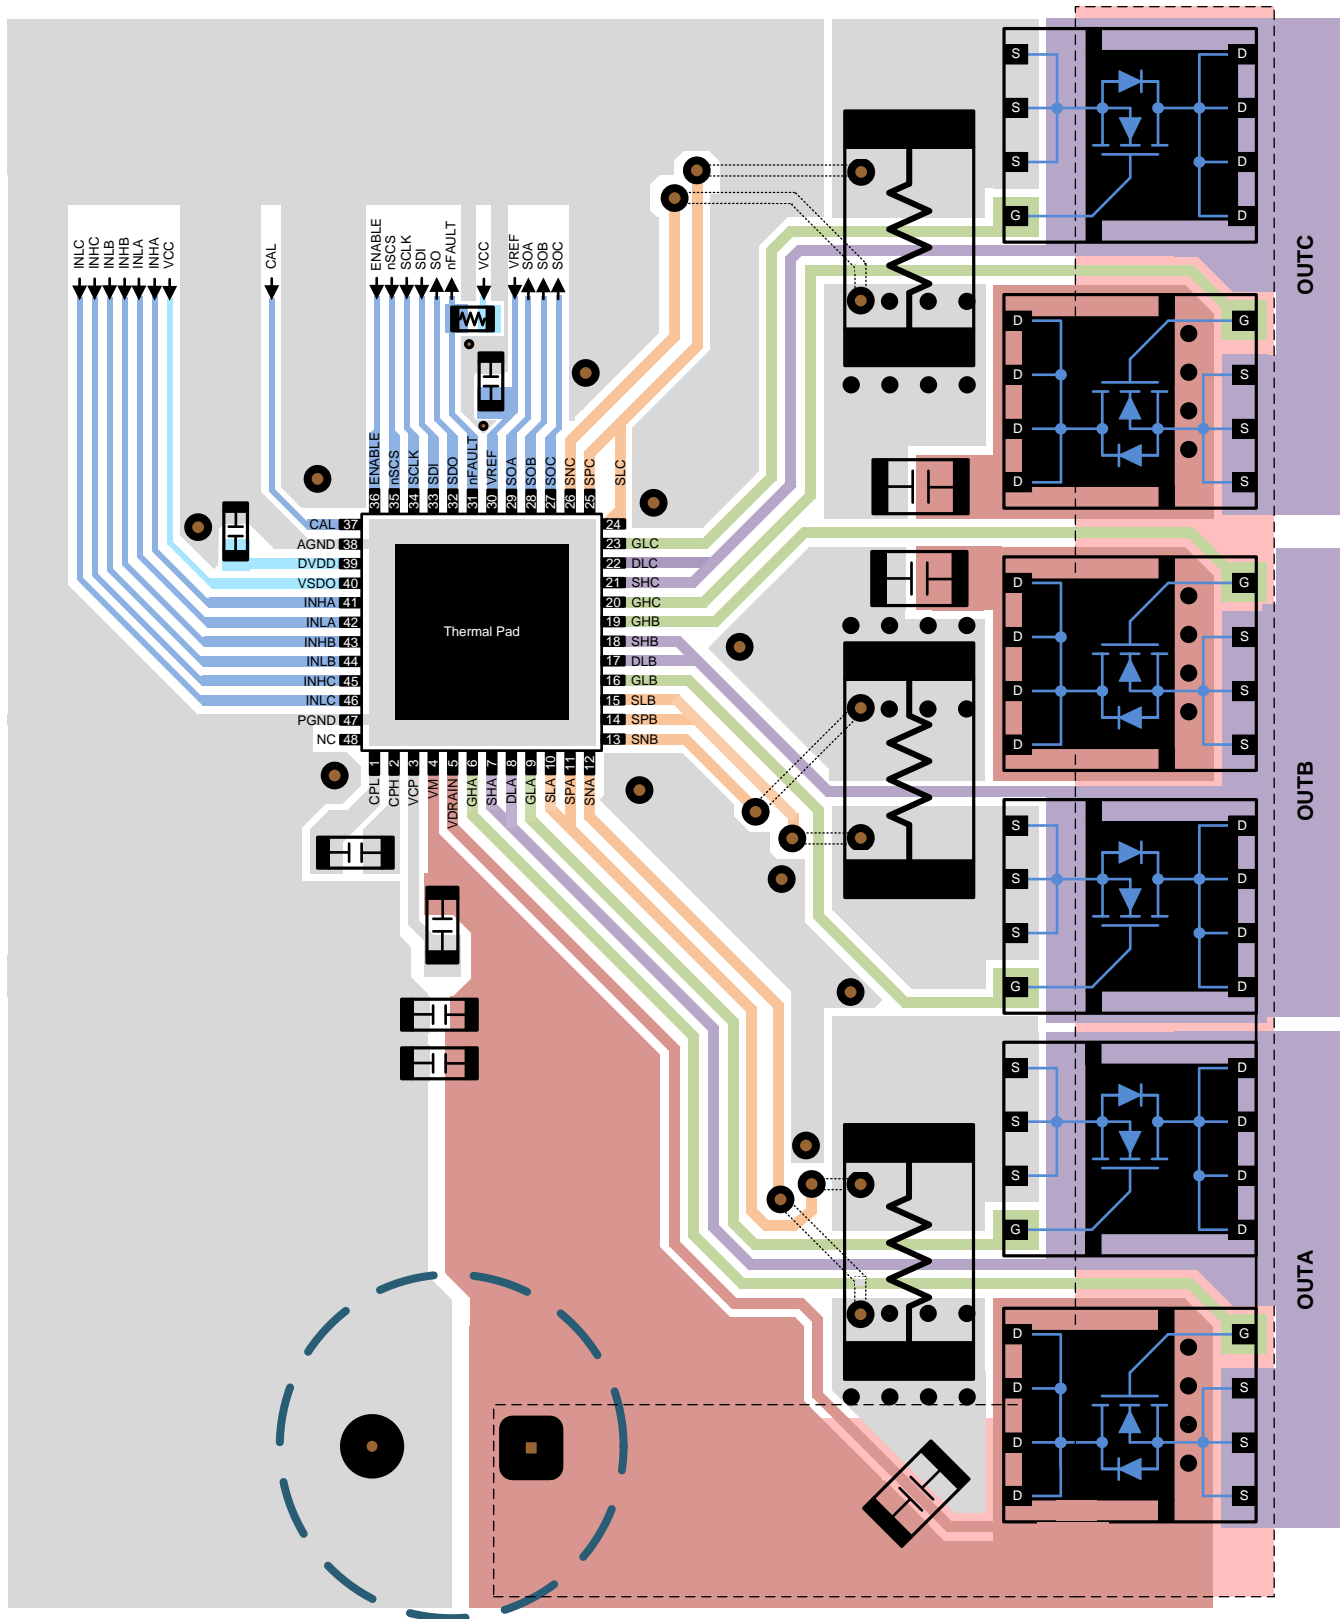 INLC
INHC
INLB
INHB
INLA
INHA
VCC
CAL
ENABLE
nSCS
SCLK
SDI
SO
nFAULT
VCC
VREF
SOA
SOB
SOC
ENABLE
nSCS
SCLK
SDI
SDO
nFAULT
VREF
SOA
SOB
SOC
SNC
SPC
SLC
36
35
34
33
32
31
30
29
28
27
26
25
CAL 37
AGND 38
DVDD 39
VSDO 40
INHA 41
INLA 42
INHB 43
INLB 44
INHC 45
INLC 46
PGND 47
NC 48
Thermal Pad
24
23 GLC
22 DLC
21 SHC
20 GHC
19 GHB
18 SHB
17 DLB
16 GLB
15 SLB
14 SPB
13 SNB
1
2
3
4
5
6
7
8
9
10
11
12
CPL
CPH
VCP
VM
VDRAIN
GHA
SHA
DLA
GLA
SLA
SPA
SNA
S D
S D
S D
G D
OUTC
D G
D S
D S
D S
D G
D S
D S
D S
OUTB
S D
S D
S D
G D
S D
S D
S D
G D
OUTA
D G
D S
D S
D S